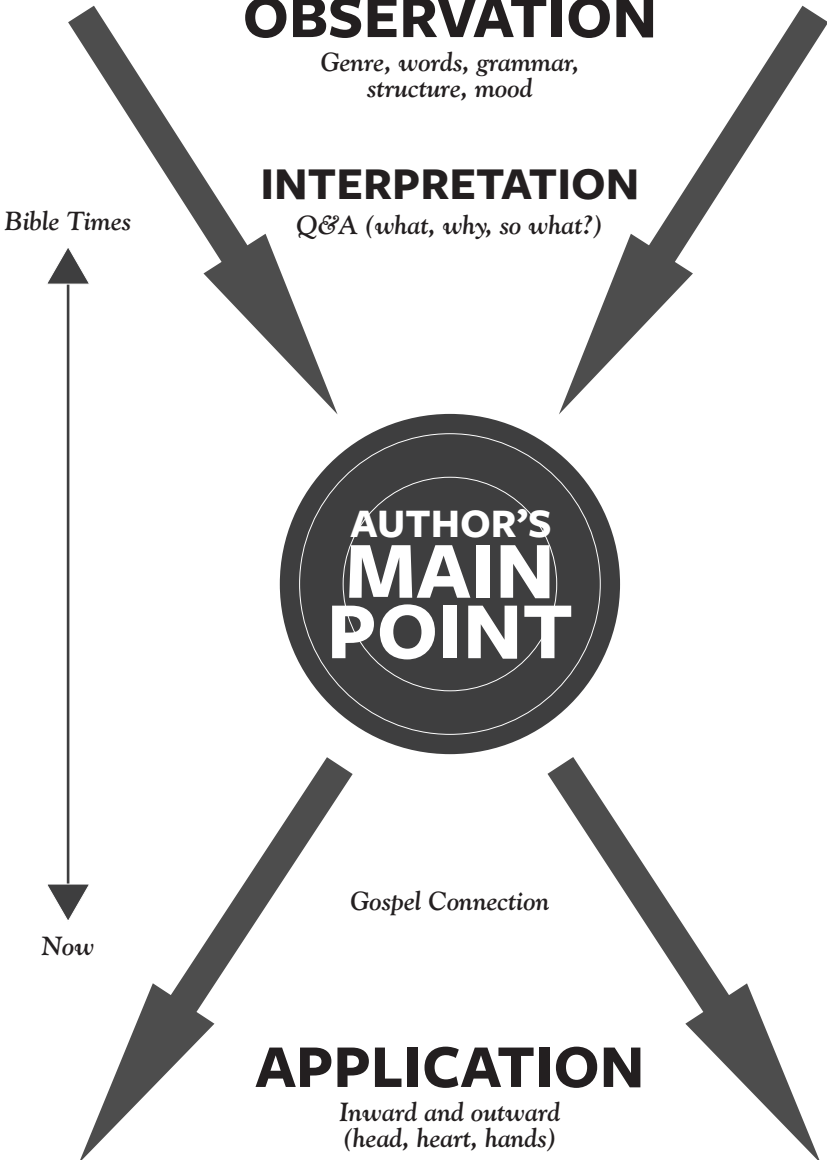 OBSERVATION
Genre, words, grammar,
structure, mood
INTERPRETATION
Q&A (what, why, so what?)
Bible Times
AUTHOR’S
MAIN
POINT
Gospel Connection
Now
APPLICATION
Inward and outward
(head, heart, hands)